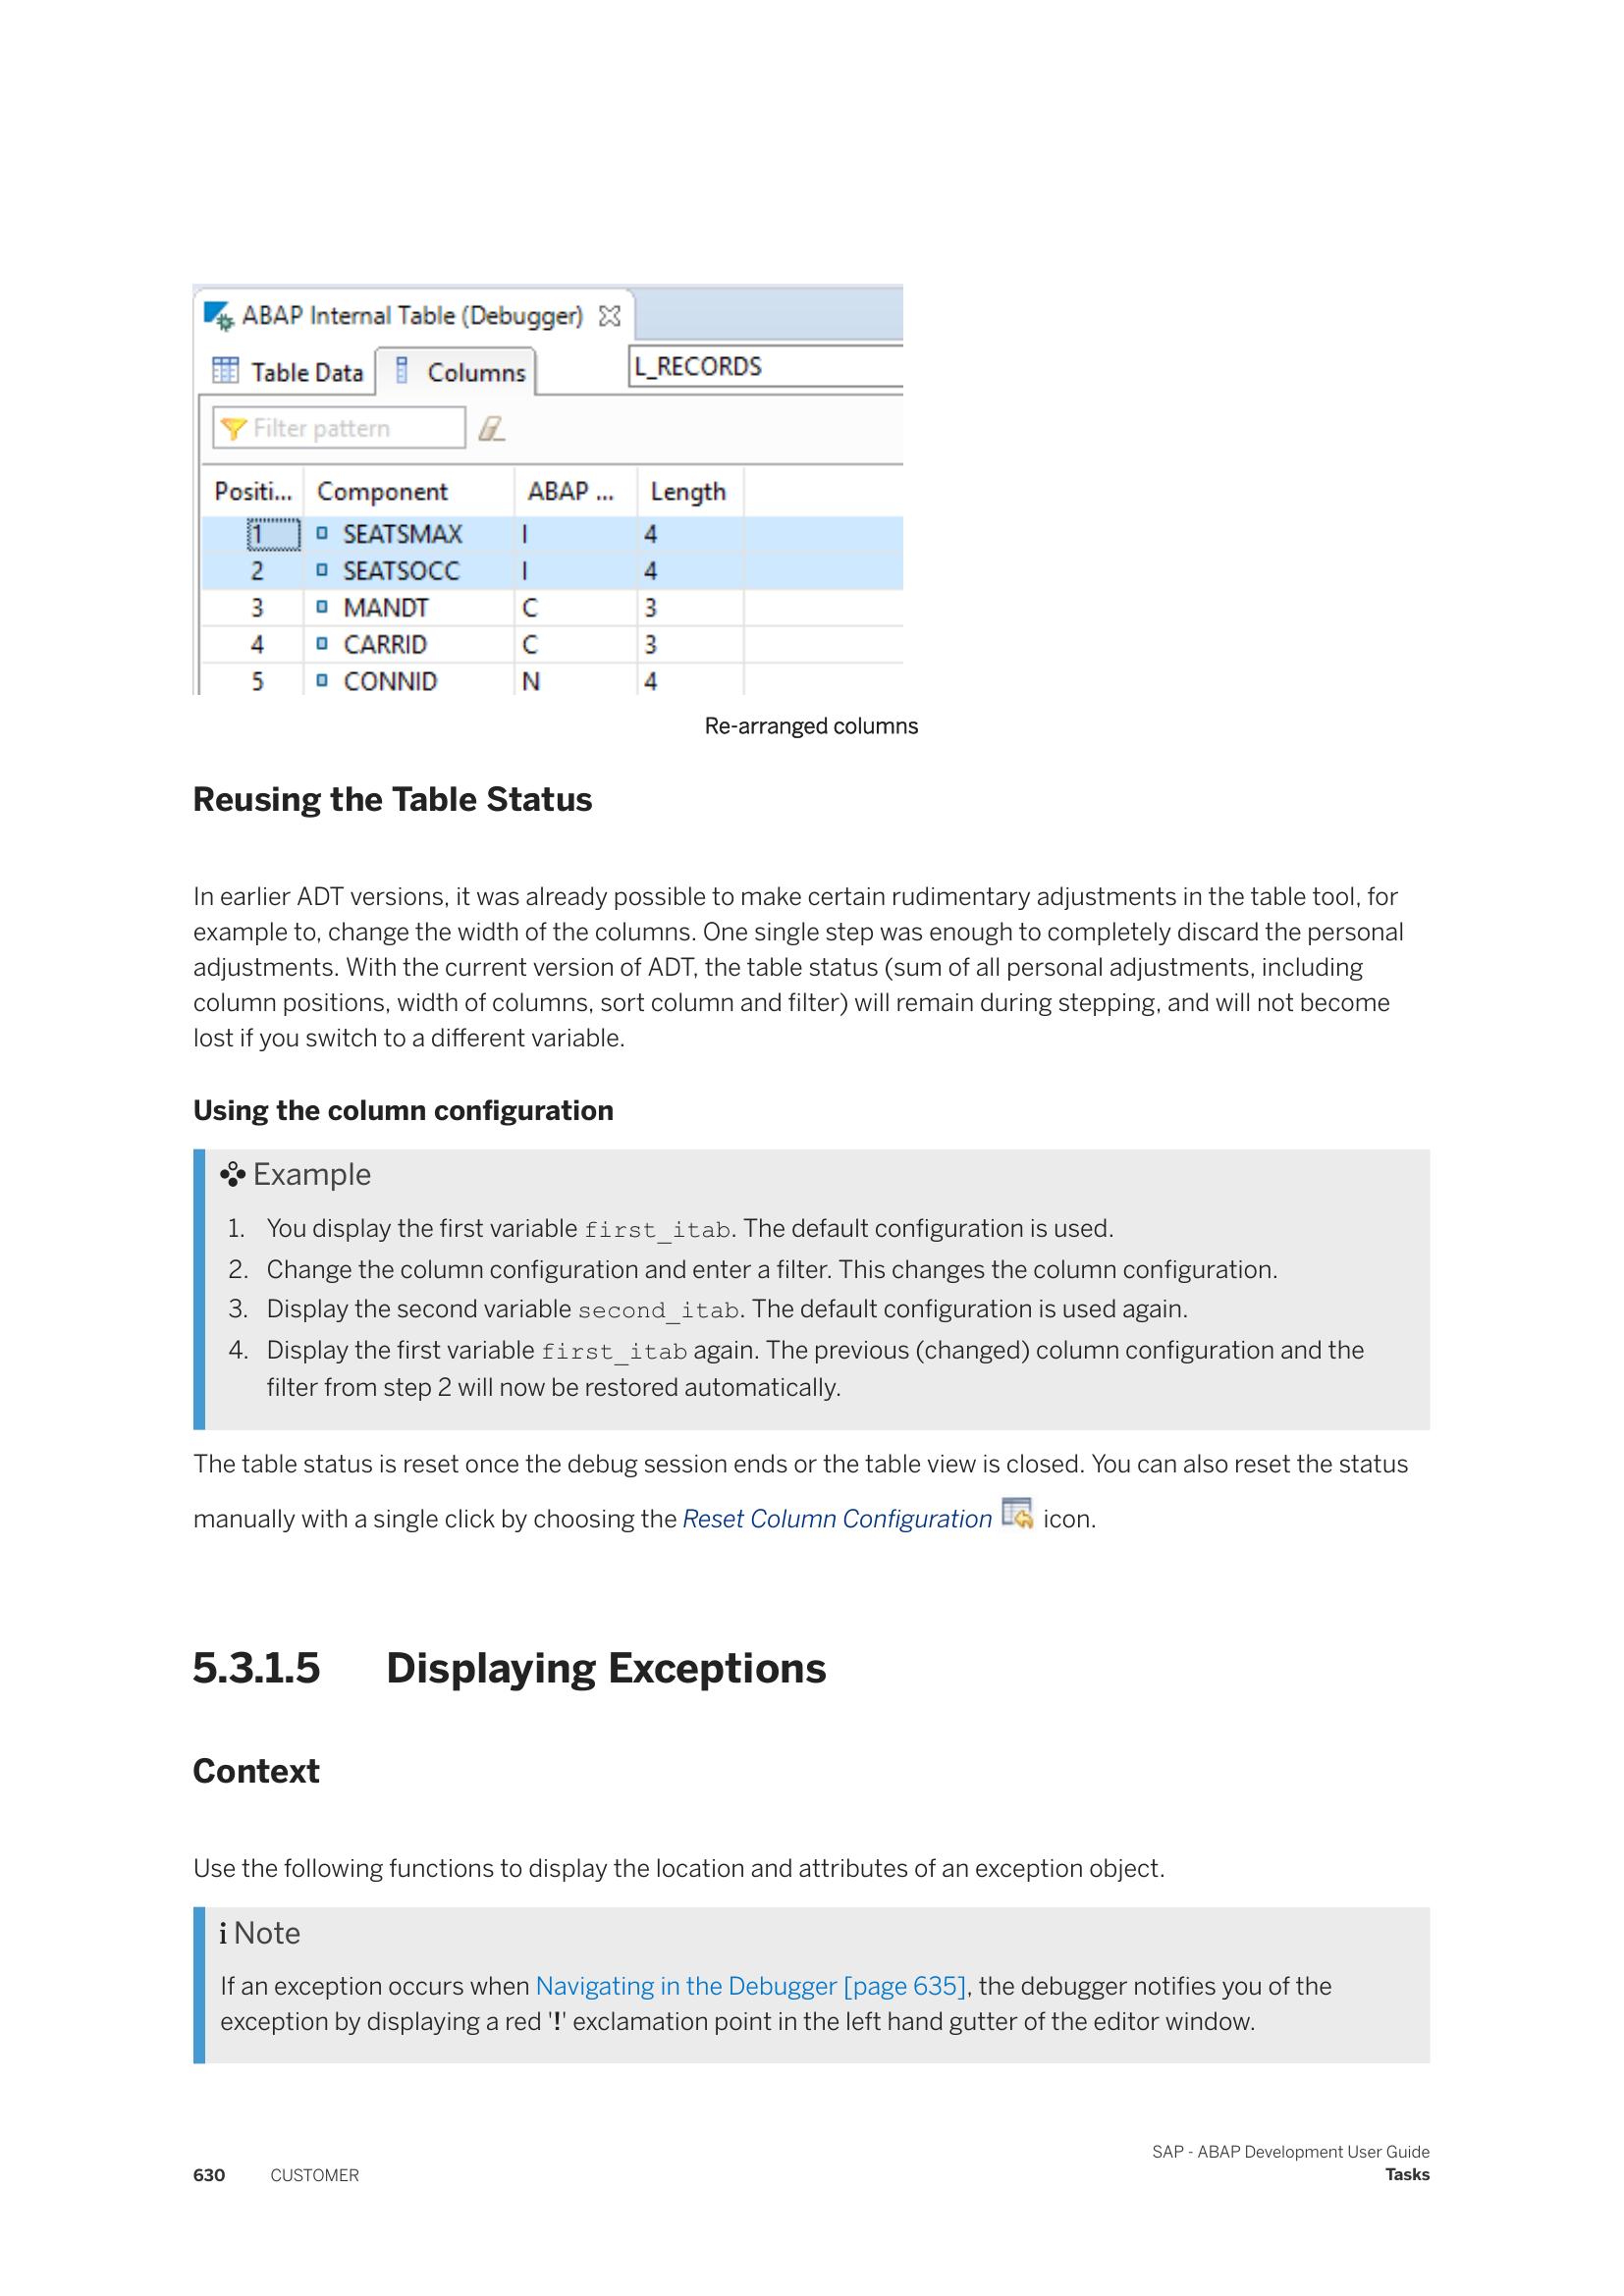 ABAP Internal Table (Debugger)
Table Data Columns L_RECORDS
Filter pattern
Positi... Component ABAP ... Length
1 SEATSMAX I 4
2 SEATSOCC I 4
3 MANDT C 3
4 CARRID C 3
5 CONNID N 4
Re-arranged columns
Reusing the Table Status
In earlier ADT versions, it was already possible to make certain rudimentary adjustments in the table tool, for
example to, change the width of the columns. One single step was enough to completely discard the personal
adjustments. With the current version of ADT, the table status (sum of all personal adjustments, including
column positions, width of columns, sort column and filter) will remain during stepping, and will not become
lost if you switch to a different variable.
Using the column configuration
Example
1. You display the first variable first_itab. The default configuration is used.
2. Change the column configuration and enter a filter. This changes the column configuration.
3. Display the second variable second_itab. The default configuration is used again.
4. Display the first variable first_itab again. The previous (changed) column configuration and the
filter from step 2 will now be restored automatically.
The table status is reset once the debug session ends or the table view is closed. You can also reset the status
manually with a single click by choosing the Reset Column Configuration icon.
5.3.1.5 Displaying Exceptions
Context
Use the following functions to display the location and attributes of an exception object.
i Note
If an exception occurs when Navigating in the Debugger [page 635], the debugger notifies you of the
exception by displaying a red '!' exclamation point in the left hand gutter of the editor window.
SAP - ABAP Development User Guide
630 CUSTOMER Tasks